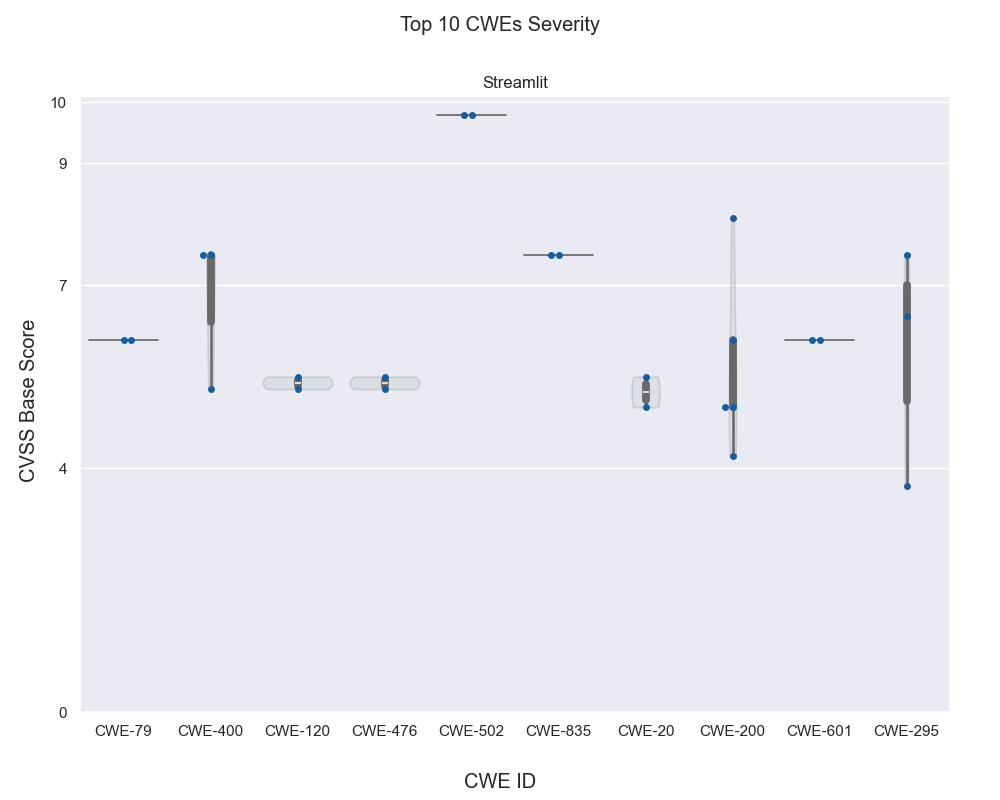 Top 10 CWEs Severity
Streamlit
10
9
7
4
0
CVSS Base Score
CWE-79 CWE-400 CWE-120 CWE-476 CWE-502 CWE-835 CWE-20 CWE-200 CWE-601 CWE-295
CWE ID